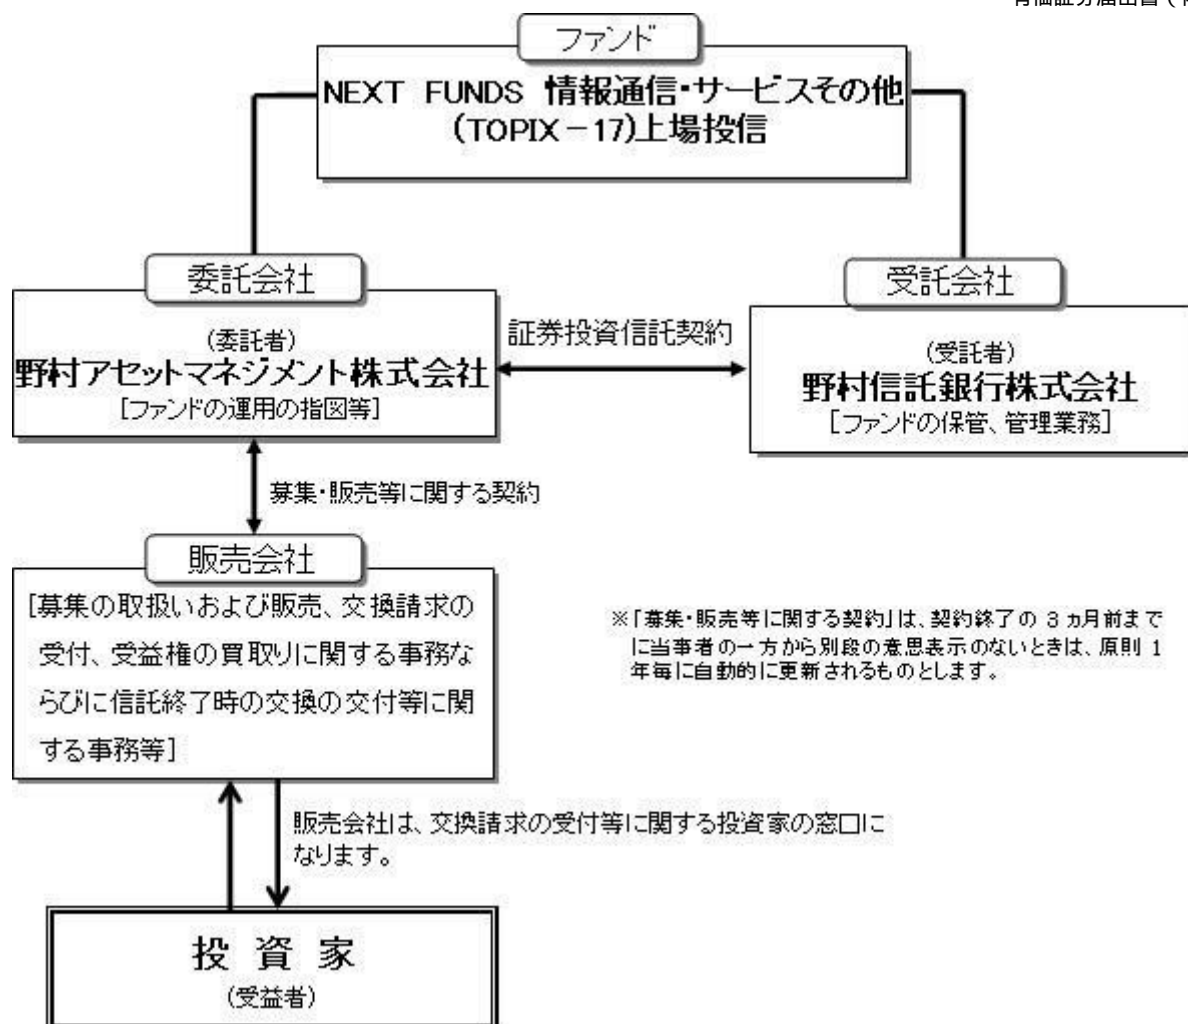 有価証券届出書(
ファンド
NEXT FUNDS 情報通信・サービスその他
(TOPIX-17)上場投信
委託会社
(委託者)
野村アセットマネジメント株式会社
[ファンドの運用の指図等]
証券投資信託契約
受託会社
(受託者)
野村信託銀行株式会社
[ファンドの保管、管理業務]
募集・販売等に関する契約
販売会社
[募集の取扱いおよび販売、交換請求の
受付、受益権の買取りに関する事務な
らびに信託終了時の交換の交付等に関
する事務等]
※「募集・販売等に関する契約」は、契約終了の 3 ヵ月前まで
に当事者の一方から別段の意思表示のないときは、原則 1
年毎に自動的に更新されるものとします。
販売会社は、交換請求の受付等に関する投資家の窓口に
なります。
投 資 家
(受益者)